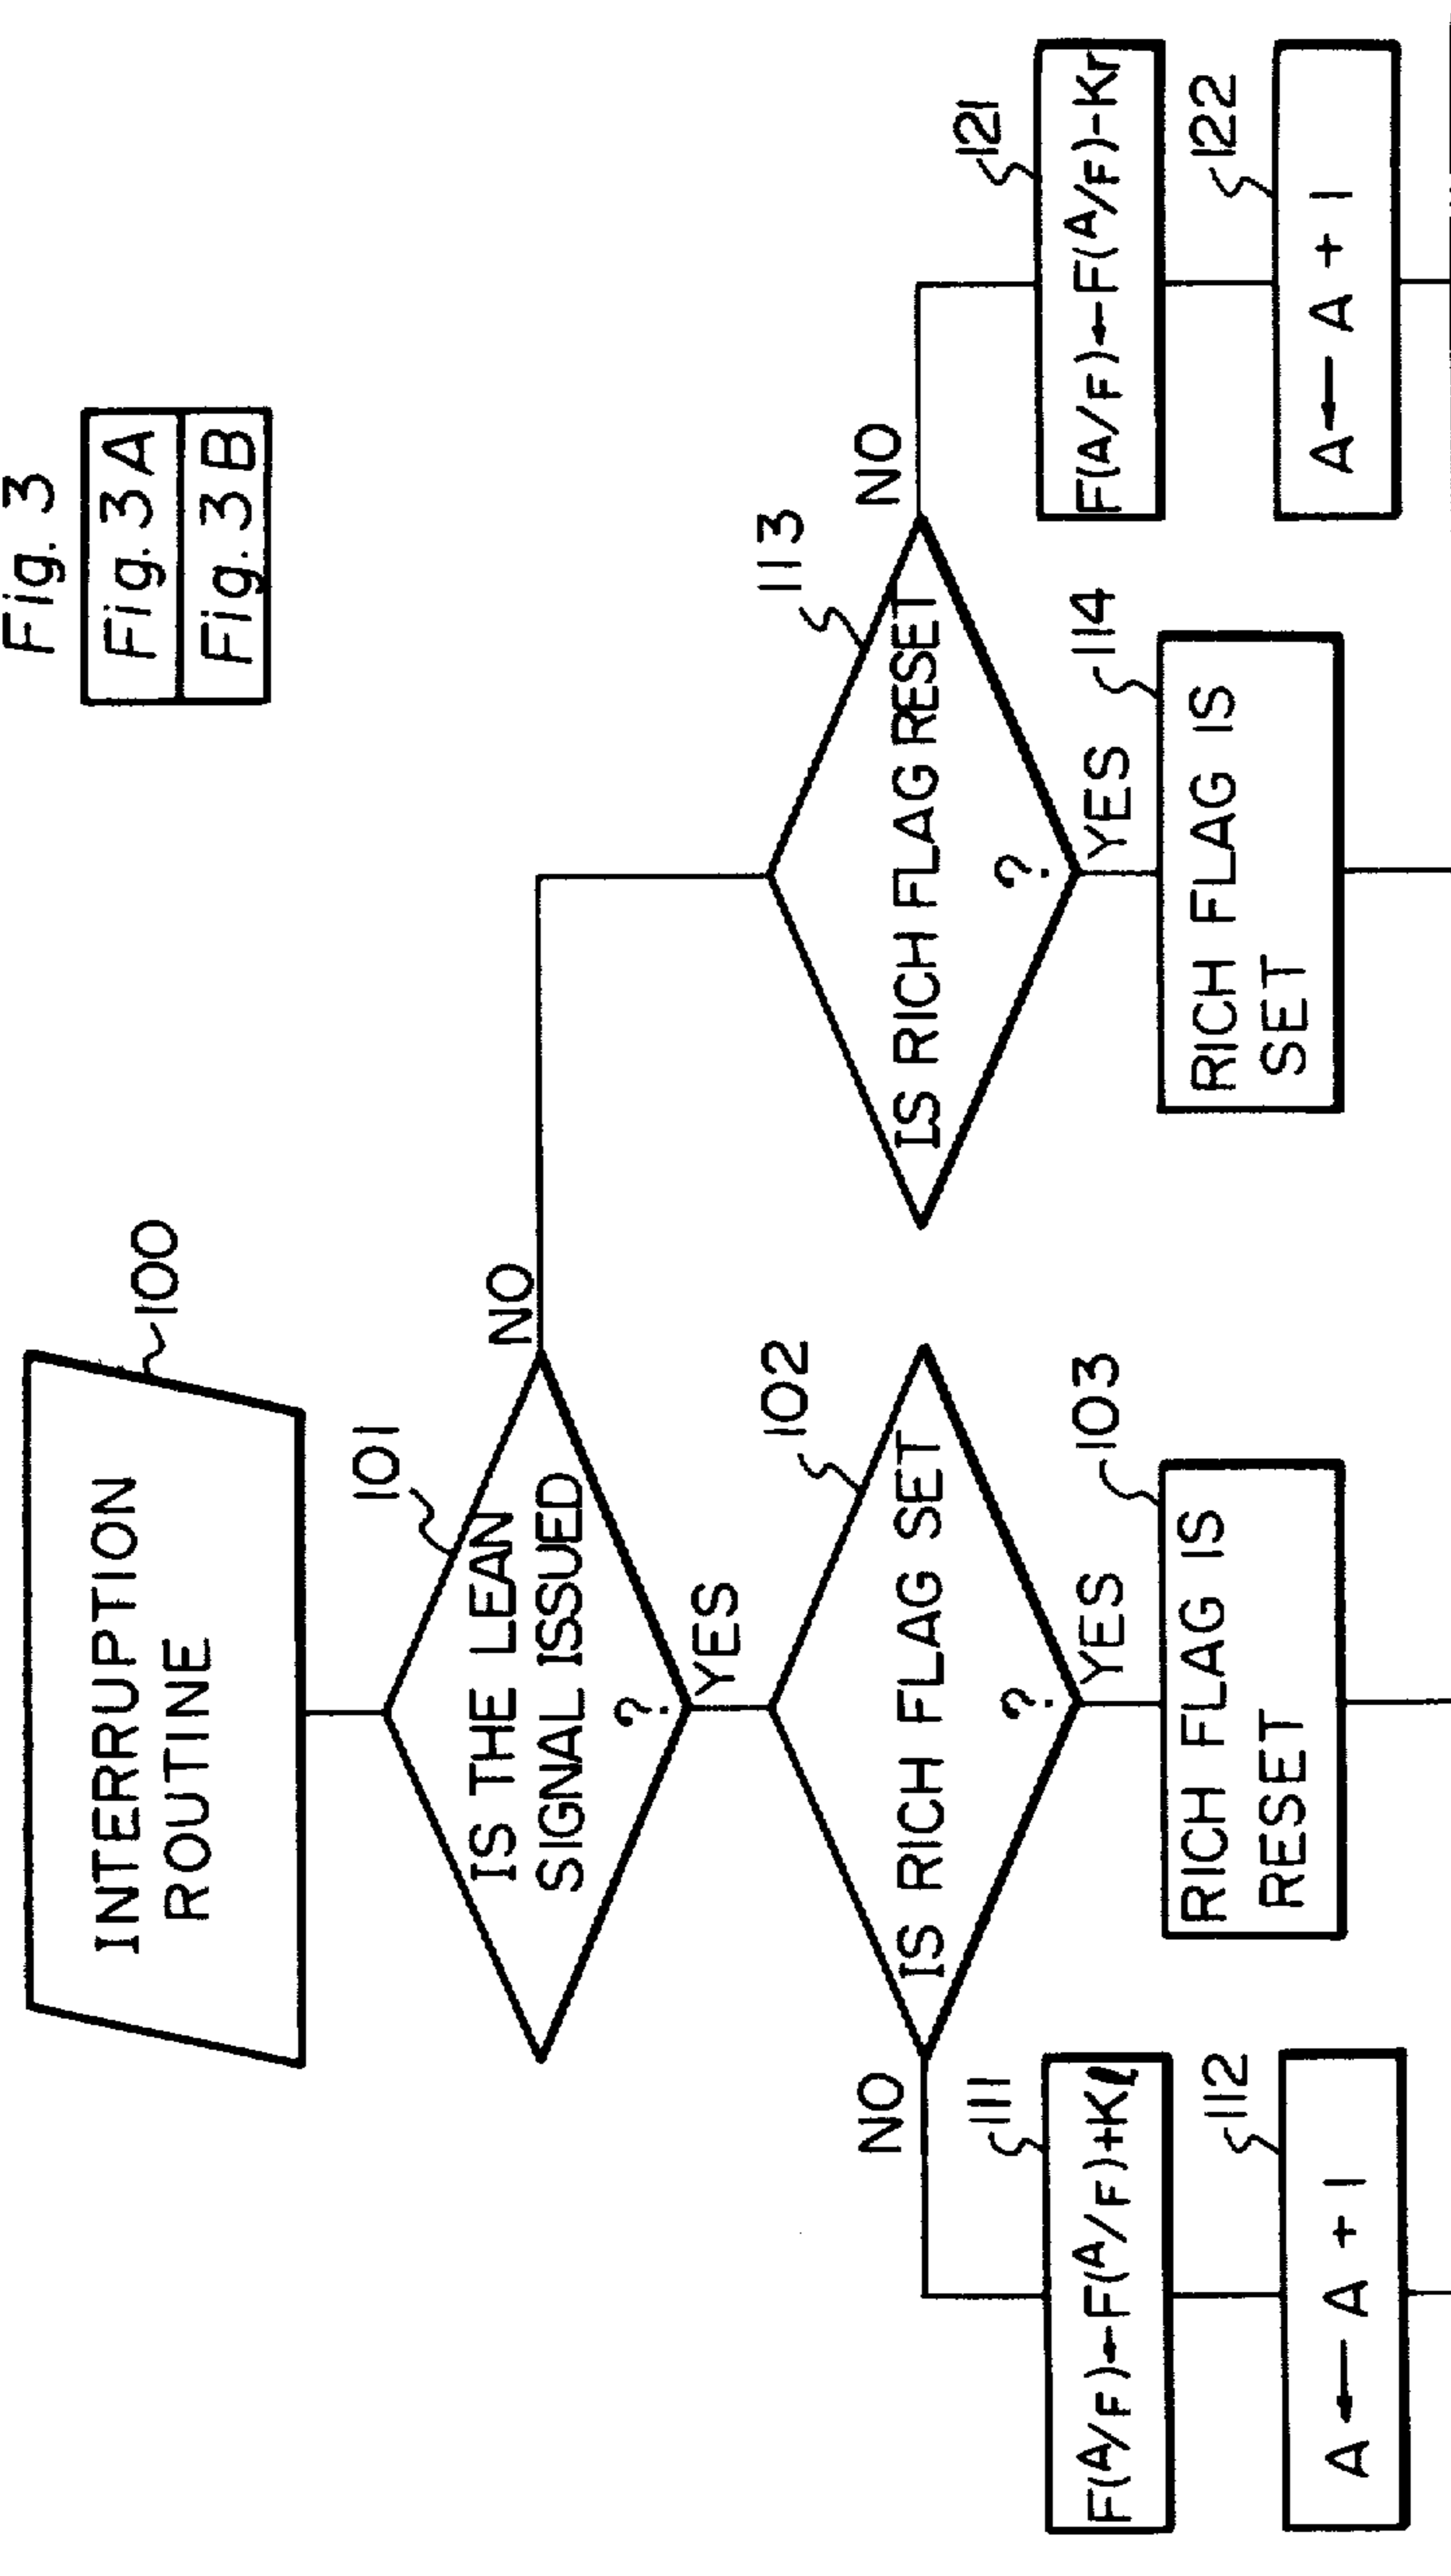 Fig. 3
Fig. 3A
Fig. 3B
INTERRUPTION
ROUTINE
100
101
IS THE LEAN
SIGNAL ISSUED
?
NO
YES
102
IS RICH FLAG SET
?
NO
YES
113
IS RICH FLAG RESET
?
NO
YES
111
F(A/F)←F(A/F)+Kℓ
112
A ← A + 1
103
RICH FLAG IS
RESET
114
RICH FLAG IS
SET
121
F(A/F)←F(A/F)-Kr
122
A ← A + 1